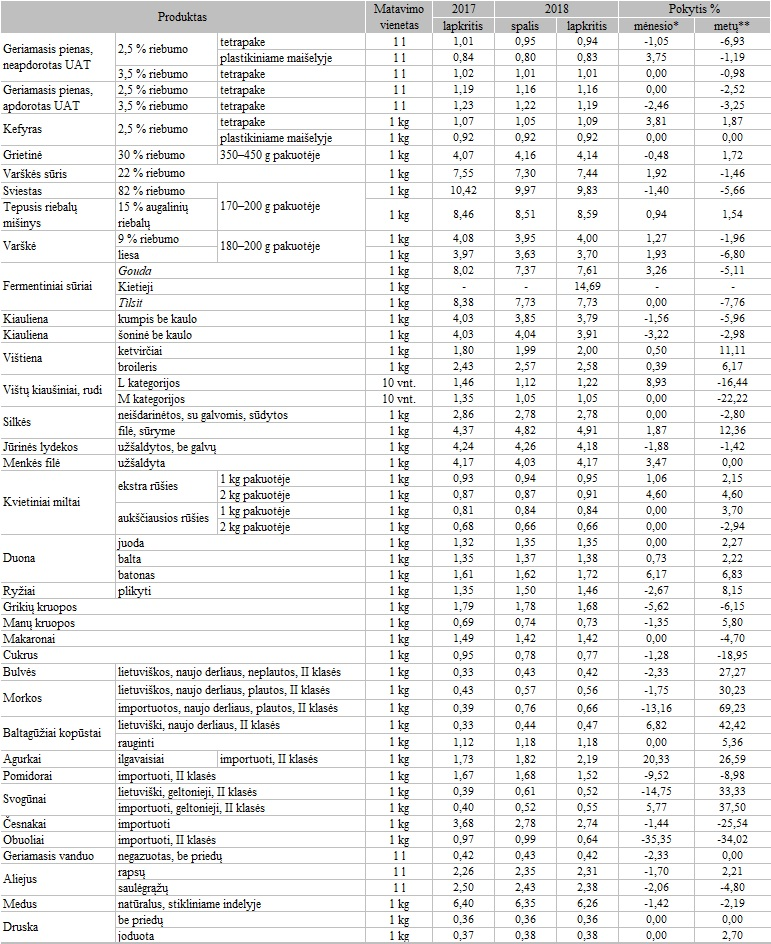 Produktas Matavimo vienetas 2017 2018 Pokytis %
lapkritis spalis lapkritis mėnesio* metų**
Geriamasis pienas, neapdorotas UAT 2,5 % riebumo tetrapake 1 l 1,01 0,95 0,94 -1,05 -6,93
plastikiniame maišelyje 1 l 0,84 0,80 0,83 3,75 -1,19
3,5 % riebumo tetrapake 1 l 1,02 1,01 1,01 0,00 -0,98
Geriamasis pienas, apdorotas UAT 2,5 % riebumo tetrapake 1 l 1,19 1,16 1,16 0,00 -2,52
3,5 % riebumo tetrapake 1 l 1,23 1,22 1,19 -2,46 -3,25
Kefyras 2,5 % riebumo tetrapake 1 kg 1,07 1,05 1,09 3,81 1,87
plastikiniame maišelyje 1 kg 0,92 0,92 0,92 0,00 0,00
Grietinė 30 % riebumo 350–450 g pakuotėje 1 kg 4,07 4,16 4,14 -0,48 1,72
Varškės sūris 22 % riebumo 1 kg 7,55 7,30 7,44 1,92 -1,46
Sviestas 82 % riebumo 170–200 g pakuotėje 1 kg 10,42 9,97 9,83 -1,40 -5,66
Tepusis riebalų mišinys 15 % augalinių riebalų 1 kg 8,46 8,51 8,59 0,94 1,54
Varškė 9 % riebumo 180–200 g pakuotėje 1 kg 4,08 3,95 4,00 1,27 -1,96
liesa 1 kg 3,97 3,63 3,70 1,93 -6,80
Fermentiniai sūriai Gouda 1 kg 8,02 7,37 7,61 3,26 -5,11
Kietieji 1 kg - - 14,69 - -
Tilsit 1 kg 8,38 7,73 7,73 0,00 -7,76
Kiauliena kumpis be kaulo 1 kg 4,03 3,85 3,79 -1,56 -5,96
Kiauliena šoninė be kaulo 1 kg 4,03 4,04 3,91 -3,22 -2,98
Vištiena ketvirčiai 1 kg 1,80 1,99 2,00 0,50 11,11
broileris 1 kg 2,43 2,57 2,58 0,39 6,17
Vištų kiaušiniai, rudi L kategorijos 10 vnt. 1,46 1,12 1,22 8,93 -16,44
M kategorijos 10 vnt. 1,35 1,05 1,05 0,00 -22,22
Silkės neišdarinėtos, su galvomis, sūdytos 1 kg 2,86 2,78 2,78 0,00 -2,80
filė, sūryme 1 kg 4,37 4,82 4,91 1,87 12,36
Jūrinės lydekos užšaldytos, be galvų 1 kg 4,24 4,26 4,18 -1,88 -1,42
Menkės filė užšaldyta 1 kg 4,17 4,03 4,17 3,47 0,00
Kvietiniai miltai ekstra rūšies 1 kg pakuotėje 1 kg 0,93 0,94 0,95 1,06 2,15
2 kg pakuotėje 1 kg 0,87 0,87 0,91 4,60 4,60
aukščiausios rūšies 1 kg pakuotėje 1 kg 0,81 0,84 0,84 0,00 3,70
2 kg pakuotėje 1 kg 0,68 0,66 0,66 0,00 -2,94
Duona juoda 1 kg 1,32 1,35 1,35 0,00 2,27
balta 1 kg 1,35 1,37 1,38 0,73 2,22
batonas 1 kg 1,61 1,62 1,72 6,17 6,83
Ryžiai plikyti 1 kg 1,35 1,50 1,46 -2,67 8,15
Grikių kruopos 1 kg 1,79 1,78 1,68 -5,62 -6,15
Manų kruopos 1 kg 0,69 0,74 0,73 -1,35 5,80
Makaronai 1 kg 1,49 1,42 1,42 0,00 -4,70
Cukrus 1 kg 0,95 0,78 0,77 -1,28 -18,95
Bulvės lietuviškos, naujo derliaus, neplautos, II klasės 1 kg 0,33 0,43 0,42 -2,33 27,27
Morkos lietuviškos, naujo derliaus, plautos, II klasės 1 kg 0,43 0,57 0,56 -1,75 30,23
importuotos, naujo derliaus, plautos, II klasės 1 kg 0,39 0,76 0,66 -13,16 69,23
Baltagūžiai kopūstai lietuviški, naujo derliaus, II klasės 1 kg 0,33 0,44 0,47 6,82 42,42
rauginti 1 kg 1,12 1,18 1,18 0,00 5,36
Agurkai ilgavaisiai importuoti, II klasės 1 kg 1,73 1,82 2,19 20,33 26,59
Pomidorai importuoti, II klasės 1 kg 1,67 1,68 1,52 -9,52 -8,98
Svogūnai lietuviški, geltonieji, II klasės 1 kg 0,39 0,61 0,52 -14,75 33,33
importuoti, geltonieji, II klasės 1 kg 0,40 0,52 0,55 5,77 37,50
Česnakai importuoti 1 kg 3,68 2,78 2,74 -1,44 -25,54
Obuoliai importuoti, II klasės 1 kg 0,97 0,99 0,64 -35,35 -34,02
Geriamasis vanduo negazuotas, be priedų 1 l 0,42 0,43 0,42 -2,33 0,00
Aliejus rapsų 1 l 2,26 2,35 2,31 -1,70 2,21
saulėgrąžų 1 l 2,50 2,43 2,38 -2,06 -4,80
Medus natūralus, stikliniame indelyje 1 kg 6,40 6,35 6,26 -1,42 -2,19
Druska be priedų 1 kg 0,36 0,36 0,36 0,00 0,00
joduota 1 kg 0,37 0,38 0,38 0,00 2,70